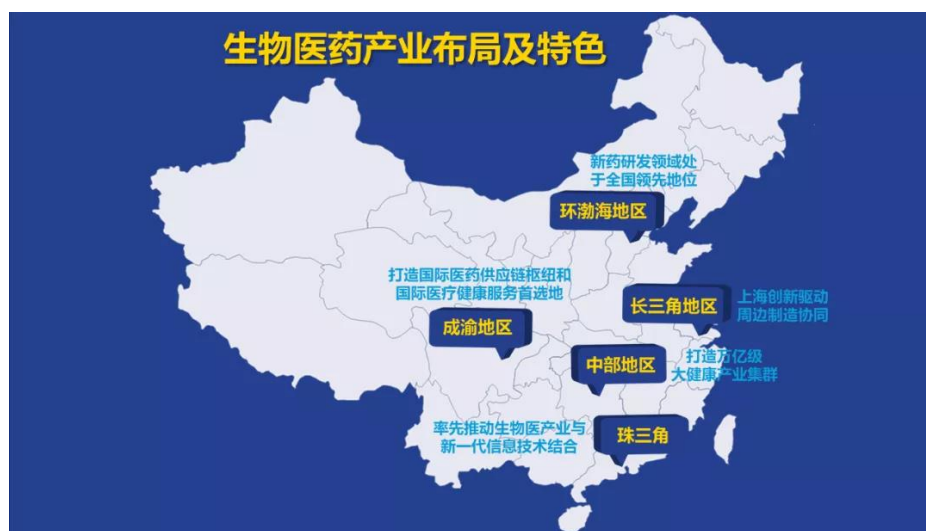 生物医药产业布局及特色
新药研发领域处
于全国领先地位
环渤海地区
打造国际医药供应链枢纽和
国际医疗健康服务首选地
成渝地区
长三角地区
上海创新驱动
周边制造协同
中部地区
打造万亿级
大健康产业集群
率先推动生物医产业与
新一代信息技术结合
珠三角